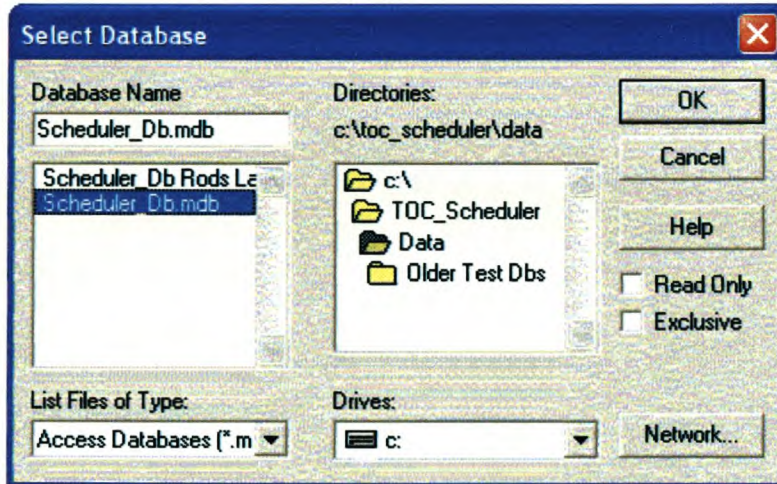 Select Database
Database Name
Scheduler_Db.mdb
Scheduler_Db Rods La
Scheduler_Db.mdb
List Files of Type:
Access Databases (*.m
Directories:
c:\toc_scheduler\data
c:\
TOC_Scheduler
Data
Older Test Dbs
Drives:
c:
OK
Cancel
Help
Read Only
Exclusive
Network...